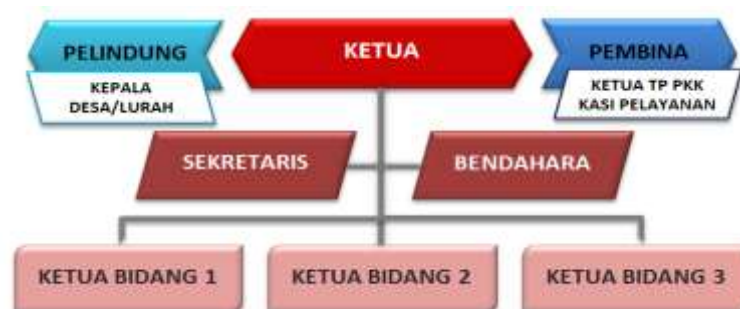 PELINDUNG
KETUA
PEMBINA
KEPALA
DESA/LURAH
KETUA TP PKK
KASI PELAYANAN
SEKRETARIS
BENDAHARA
KETUA BIDANG 1
KETUA BIDANG 2
KETUA BIDANG 3